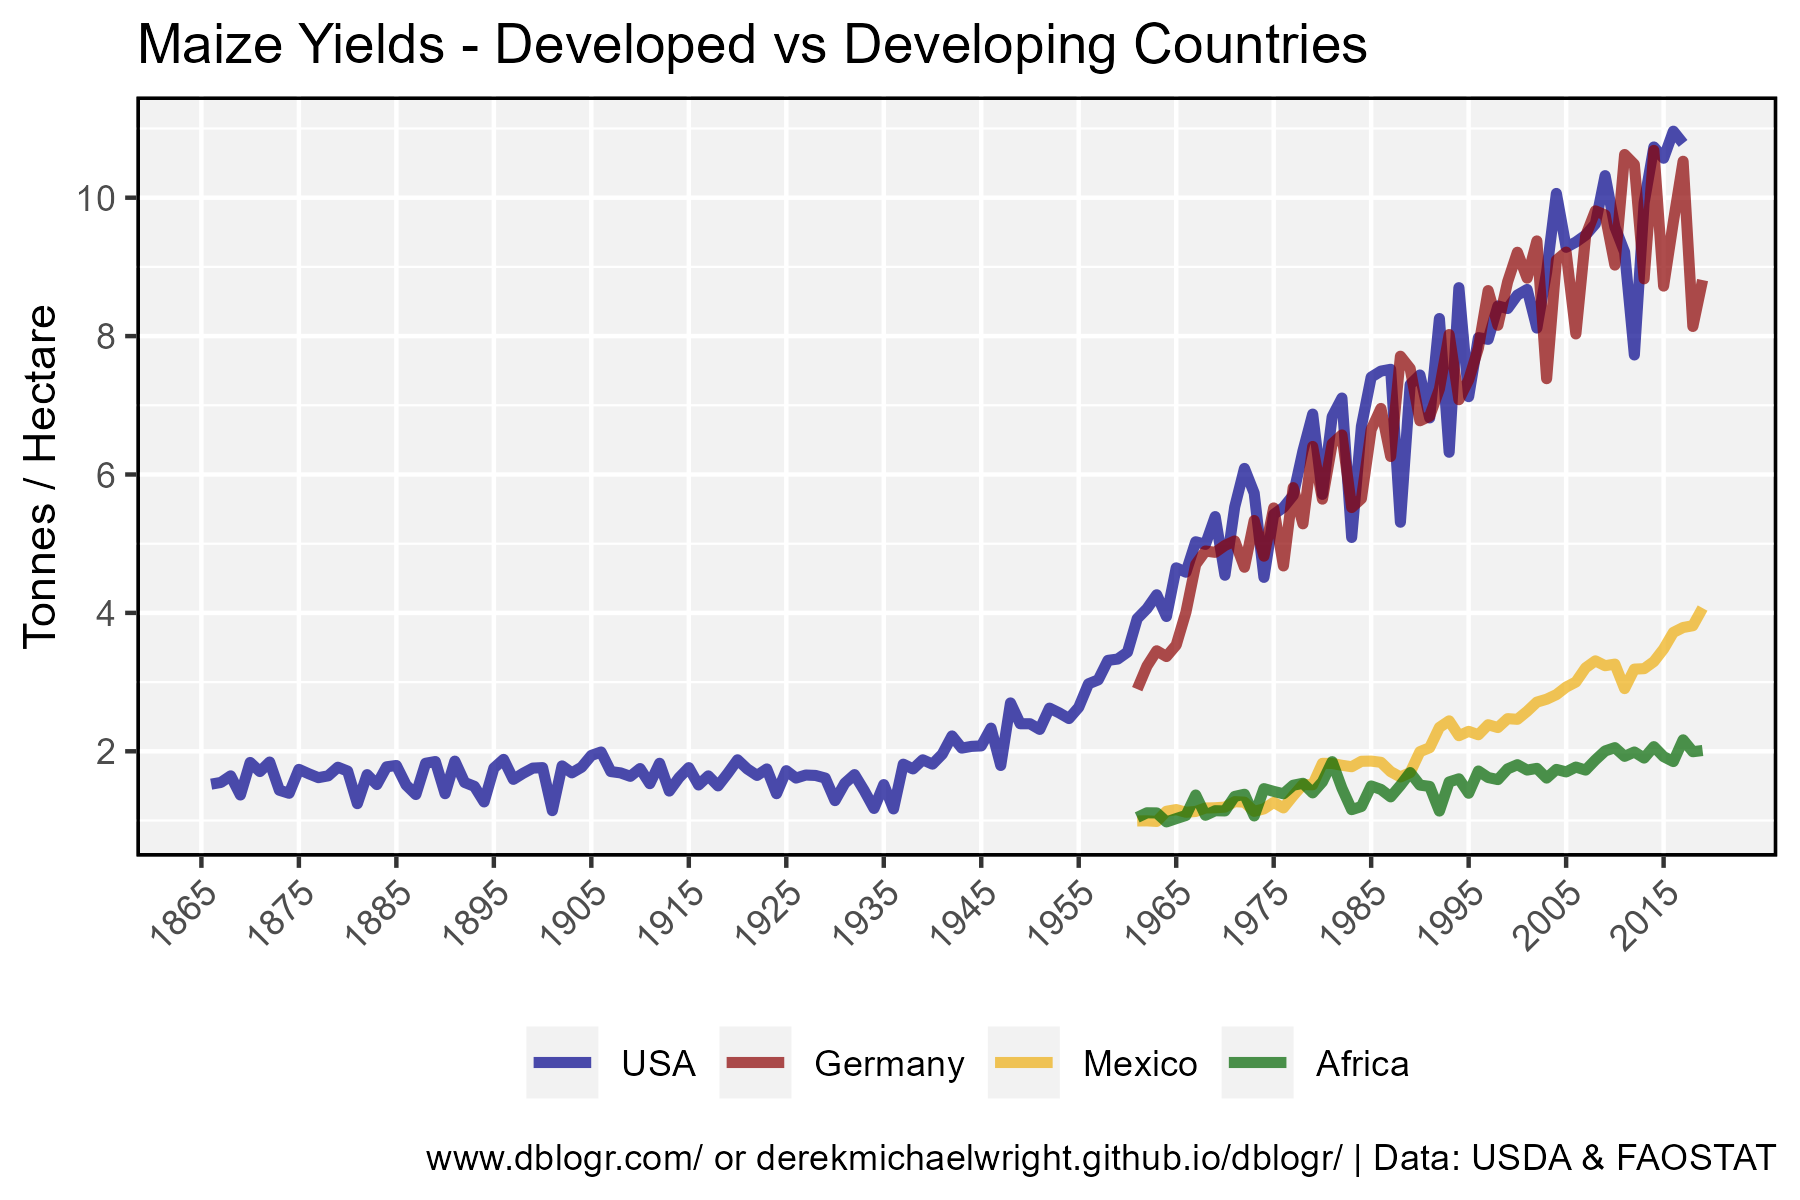 Maize Yields - Developed vs Developing Countries
Tonnes / Hectare
10
8
6
4
2
1865 1875 1885 1895 1905 1915 1925 1935 1945 1955 1965 1975 1985 1995 2005 2015
USA Germany Mexico Africa
www.dblogr.com/ or derekmichaelwright.github.io/dblogr/ | Data: USDA & FAOSTAT